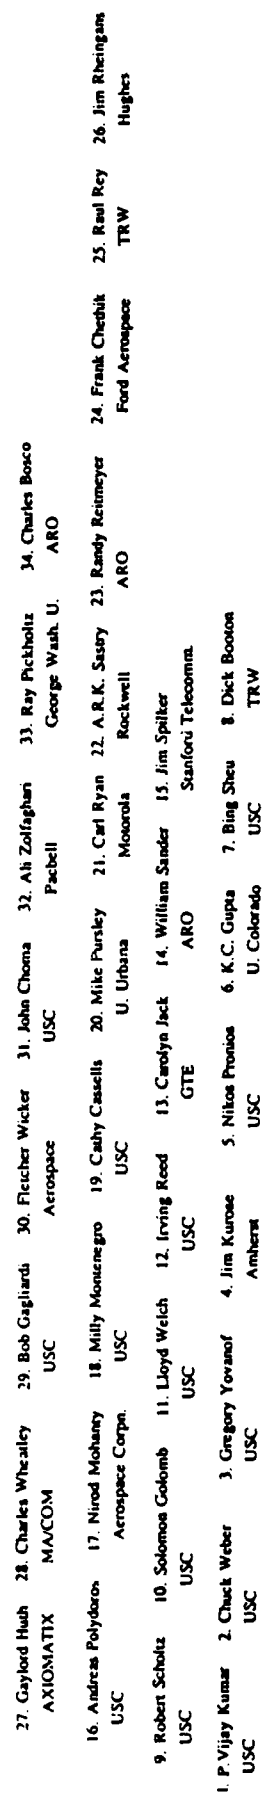 27. Gaylord Huth 28. Charles Wheatley 29. Bob Gagliardi 30. Fletcher Wicker 31. John Choma 32. Ali Zolfaghari 33. Ray Pickholtz 34. Charles Bosco
AXIOMATIX MA/COM USC Aerospace USC Pacbell George Wash. U. ARO
16. Andreas Polydoros 17. Nirod Mohanty 18. Milly Montenegro 19. Cathy Cassells 20. Mike Pursley 21. Carl Ryan 22. A.R.K. Sastry 23. Randy Reitmeyer 24. Frank Chethik 25. Raul Rey 26. Jim Rheingans
USC Aerospace Corpn. USC USC U. Urbana Motorola Rockwell ARO Ford Aerospace TRW Hughes
9. Robert Scholtz 10. Solomon Golomb 11. Lloyd Welch 12. Irving Reed 13. Carolyn Jack 14. William Sander 15. Jim Spilker
USC USC USC USC GTE ARO Stanford Telecomm.
1. P. Vijay Kumar 2. Chuck Weber 3. Gregory Yovanof 4. Jim Kurose 5. Nikos Pronios 6. K.C. Gupta 7. Bing Sheu 8. Dick Booton
USC USC USC Amherst USC U. Colorado USC TRW